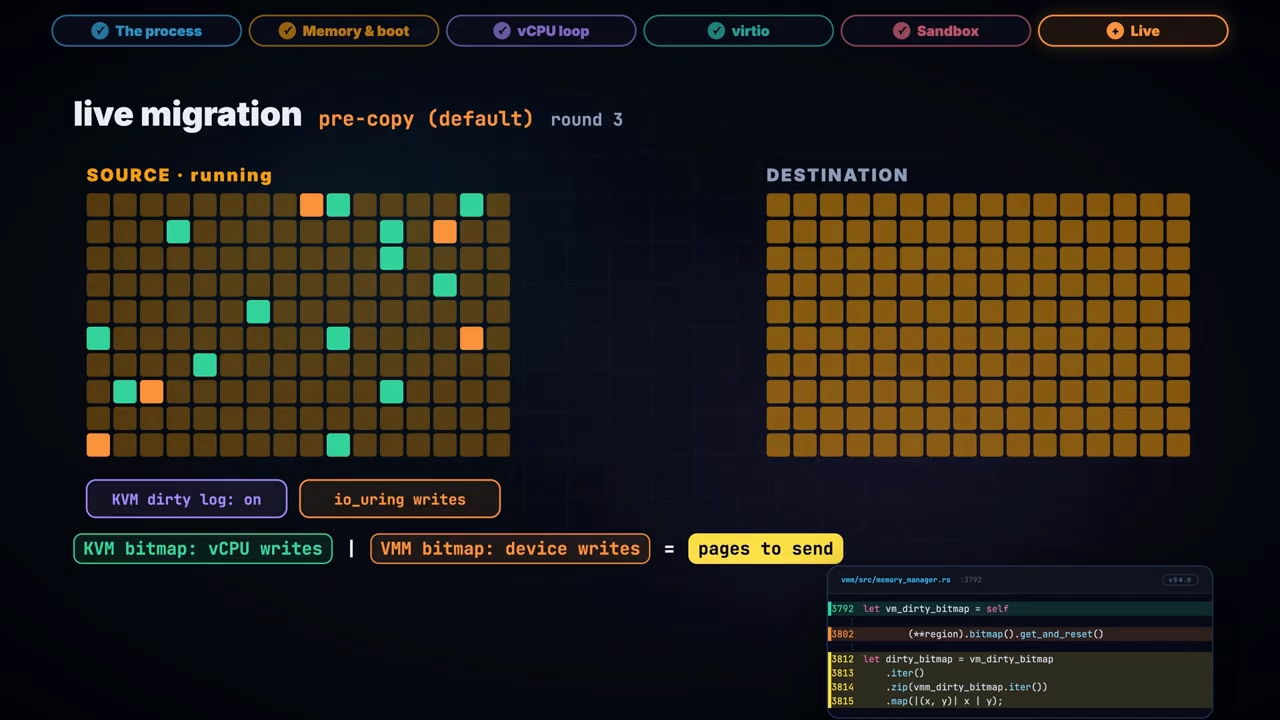 The process
Memory & boot
vCPU loop
virtio
Sandbox
Live
live migration pre-copy (default) round 3
SOURCE · running
DESTINATION
KVM dirty log: on
io_uring writes
KVM bitmap: vCPU writes | VMM bitmap: device writes = pages to send
vmm/src/memory_manager.rs :3792 v54.0
3792 let vm_dirty_bitmap = self
3802 (**region).bitmap().get_and_reset()
3812 let dirty_bitmap = vm_dirty_bitmap
3813 .iter()
3814 .zip(vmm_dirty_bitmap.iter())
3815 .map(|(x, y)| x | y);